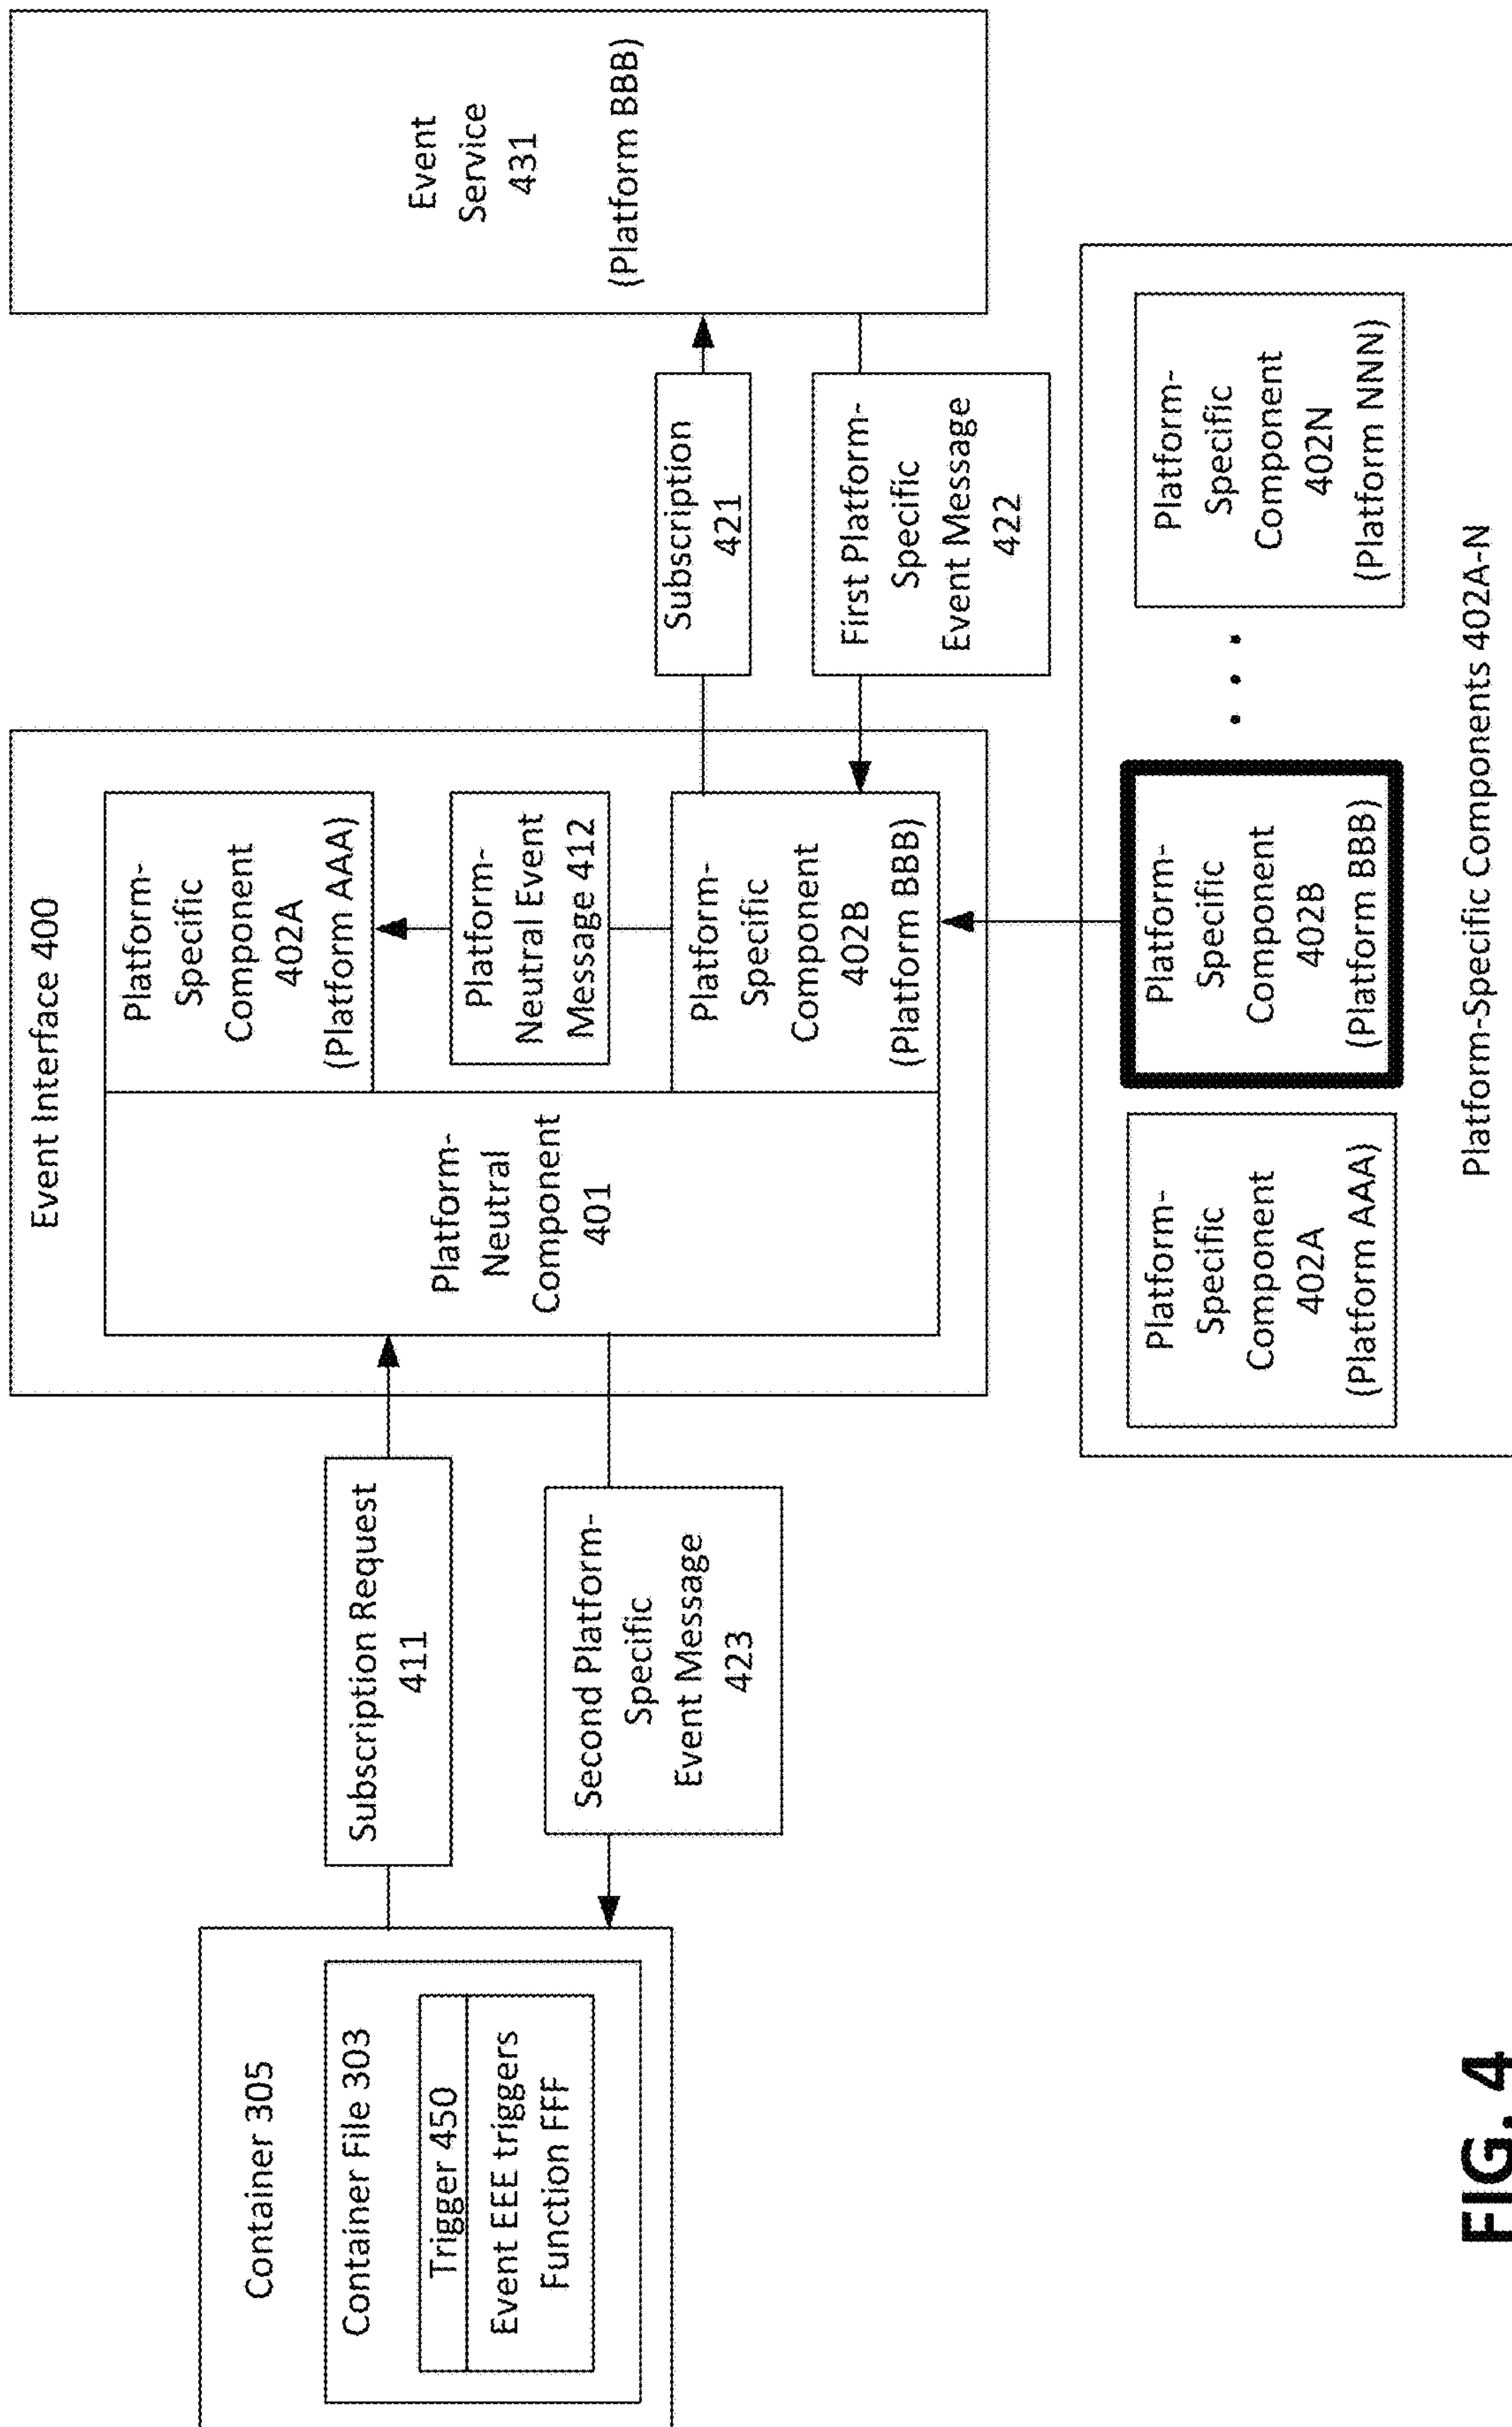 Container 305
Container File 303
Trigger 450
Event EEE triggers
Function FFF
Subscription Request
411
Second Platform-
Specific
Event Message
423
Event Interface 400
Platform-
Neutral
Component
401
Platform-
Specific
Component
402A
(Platform AAA)
Platform-
Neutral Event
Message 412
Platform-
Specific
Component
402B
(Platform BBB)
Subscription
421
First Platform-
Specific
Event Message
422
Event
Service
431
(Platform BBB)
Platform-
Specific
Component
402A
(Platform AAA)
Platform-
Specific
Component
402B
(Platform BBB)
• • •
Platform-
Specific
Component
402N
(Platform NNN)
Platform-Specific Components 402A-N
FIG. 4